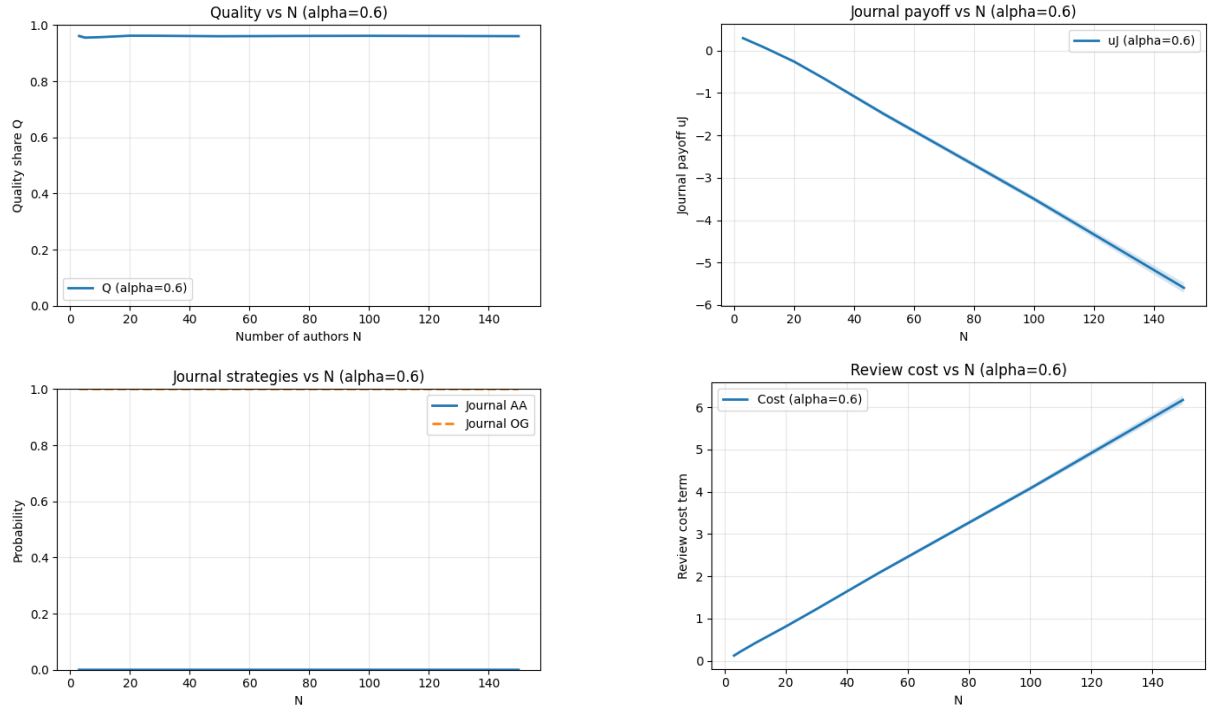 Quality vs N (alpha=0.6)
1.0
0.8
0.6
0.4
0.2
0.0
Quality share Q
Q (alpha=0.6)
0 20 40 60 80 100 120 140
Number of authors N
Journal payoff vs N (alpha=0.6)
uJ (alpha=0.6)
0
−1
−2
−3
−4
−5
−6
Journal payoff uJ
0 20 40 60 80 100 120 140
N
Journal strategies vs N (alpha=0.6)
Journal AA
Journal OG
1.0
0.8
0.6
0.4
0.2
0.0
Probability
0 20 40 60 80 100 120 140
N
Review cost vs N (alpha=0.6)
Cost (alpha=0.6)
6
5
4
3
2
1
0
Review cost term
0 20 40 60 80 100 120 140
N